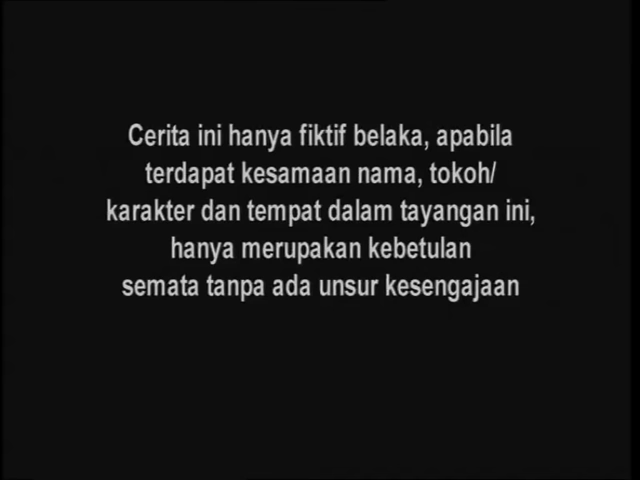 Cerita ini hanya fiktif belaka, apabila
terdapat kesamaan nama, tokoh/
karakter dan tempat dalam tayangan ini,
hanya merupakan kebetulan
semata tanpa ada unsur kesengajaan